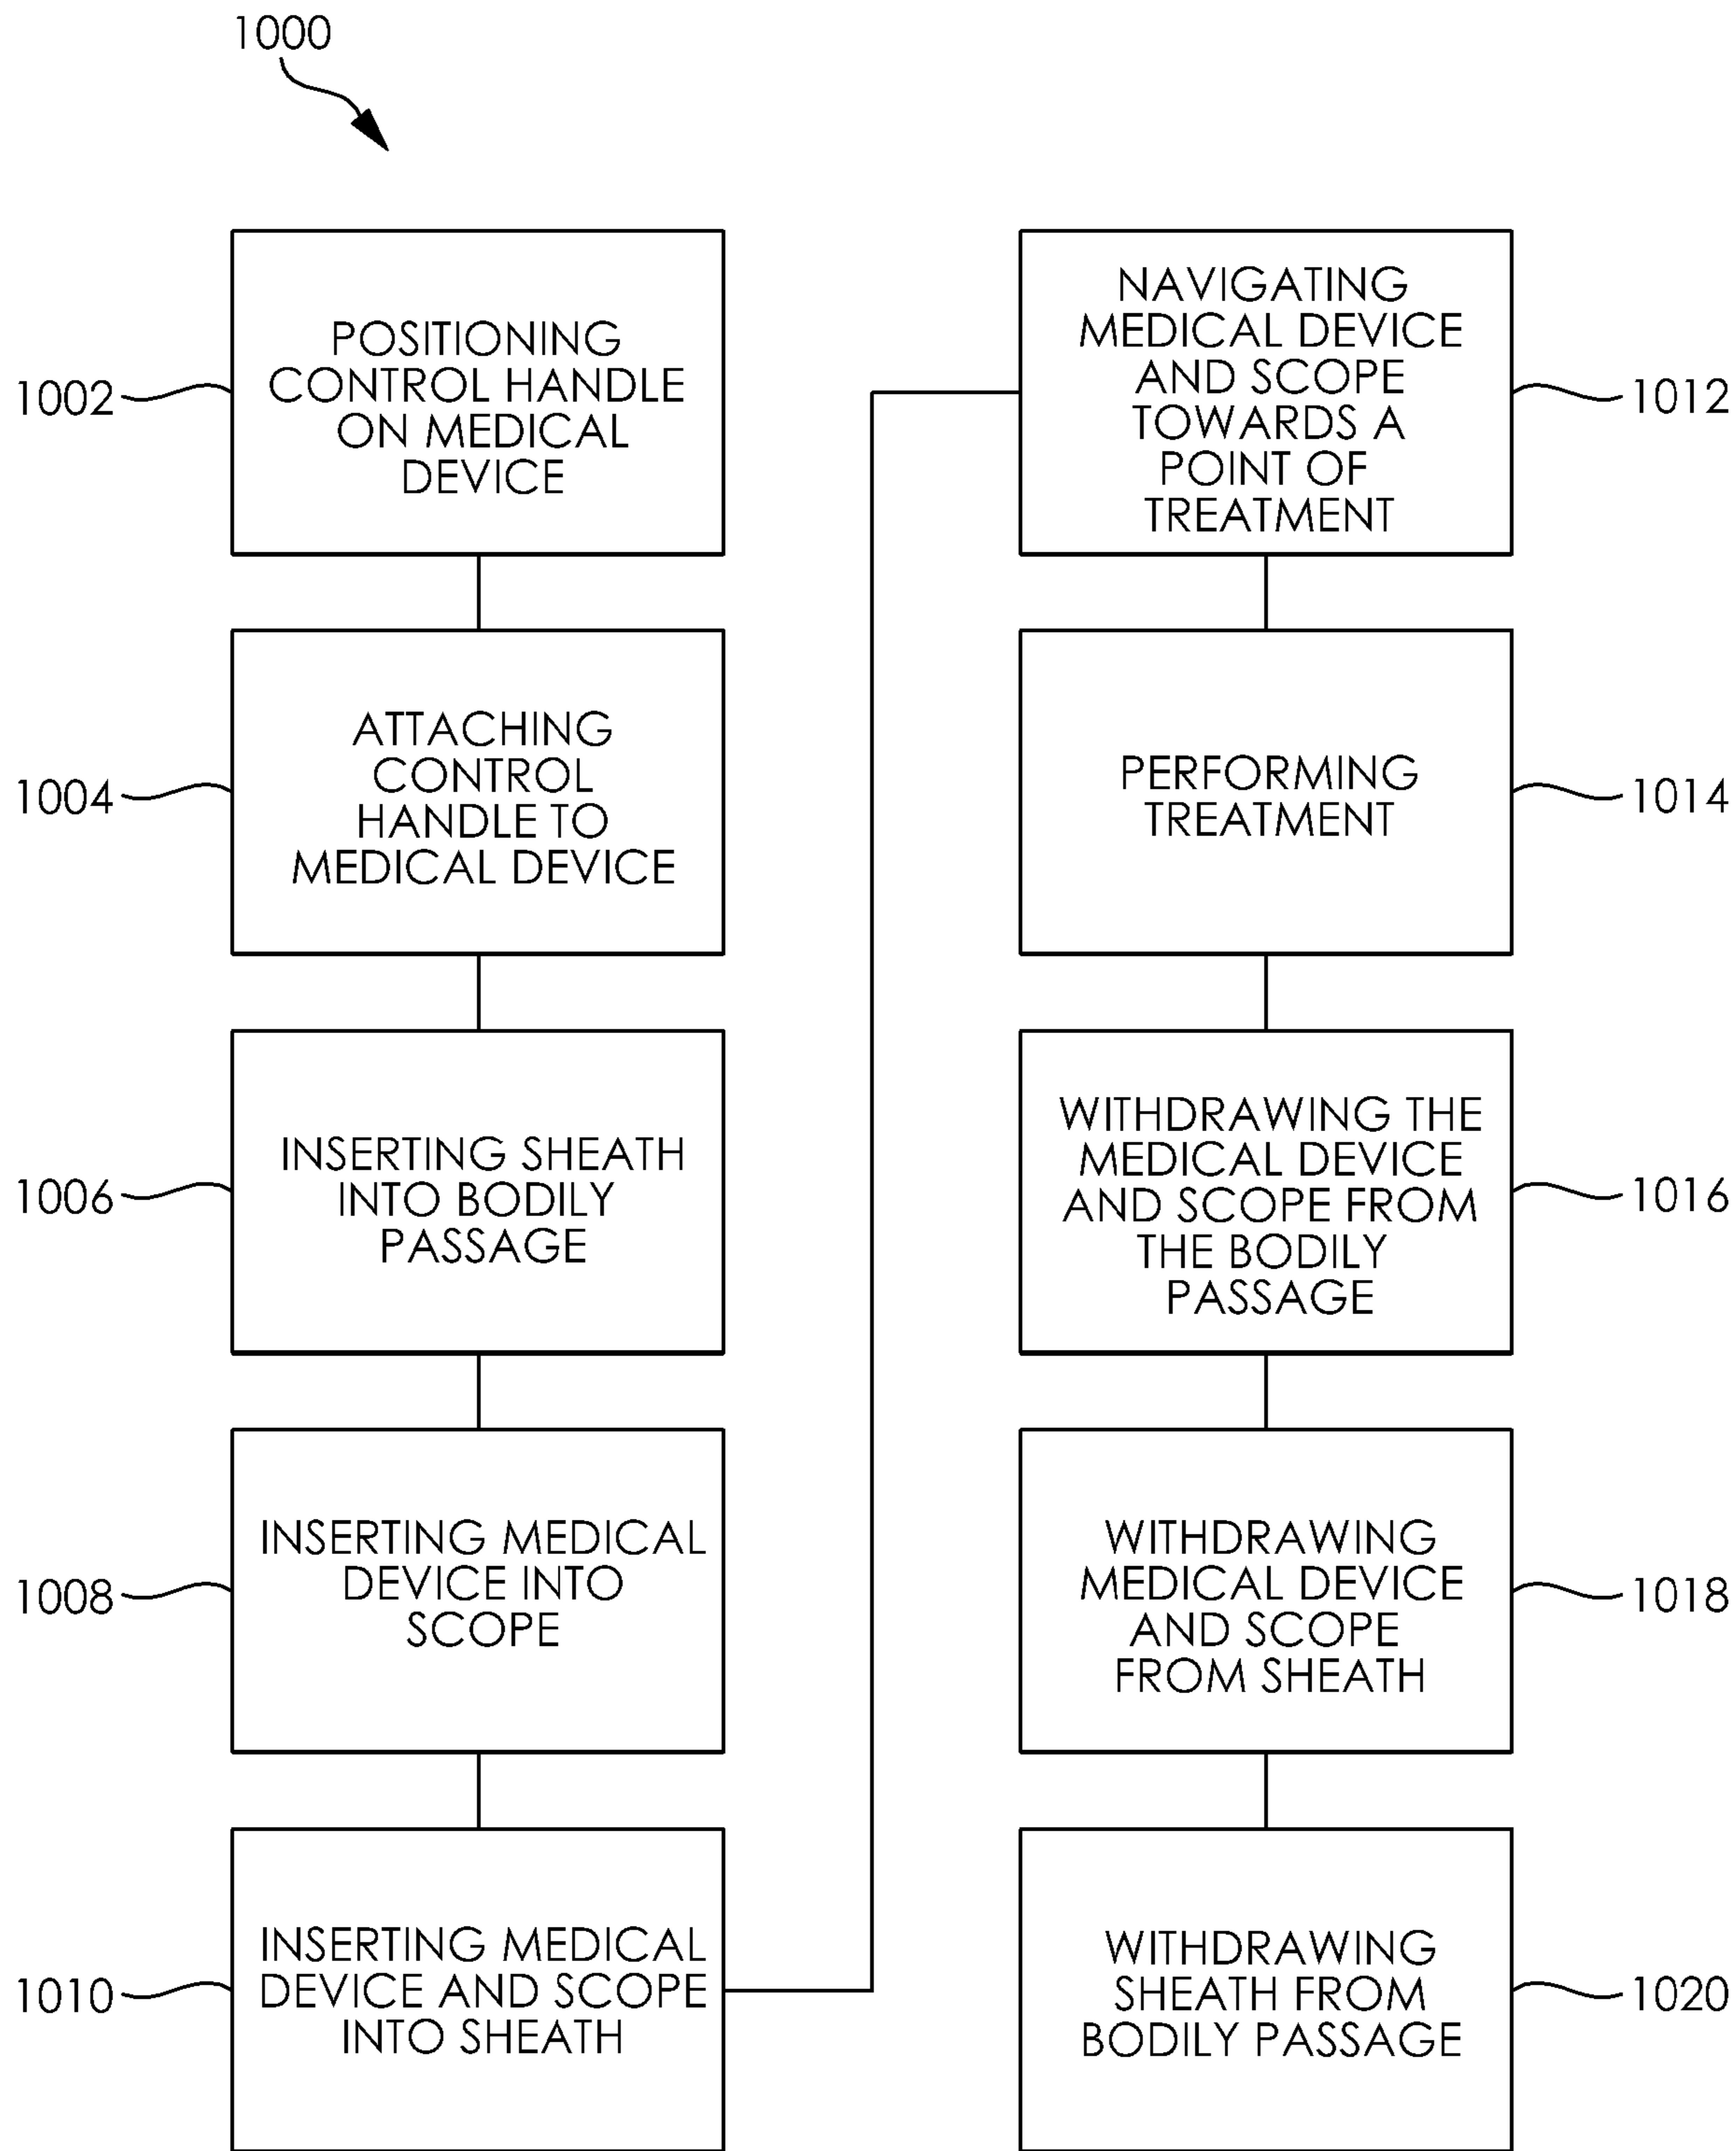 1000
1002
POSITIONING
CONTROL HANDLE
ON MEDICAL
DEVICE
1004
ATTACHING
CONTROL
HANDLE TO
MEDICAL DEVICE
1006
INSERTING SHEATH
INTO BODILY
PASSAGE
1008
INSERTING MEDICAL
DEVICE INTO
SCOPE
1010
INSERTING MEDICAL
DEVICE AND SCOPE
INTO SHEATH
NAVIGATING
MEDICAL DEVICE
AND SCOPE
TOWARDS A
POINT OF
TREATMENT
1012
PERFORMING
TREATMENT
1014
WITHDRAWING THE
MEDICAL DEVICE
AND SCOPE FROM
THE BODILY
PASSAGE
1016
WITHDRAWING
MEDICAL DEVICE
AND SCOPE
FROM SHEATH
1018
WITHDRAWING
SHEATH FROM
BODILY PASSAGE
1020